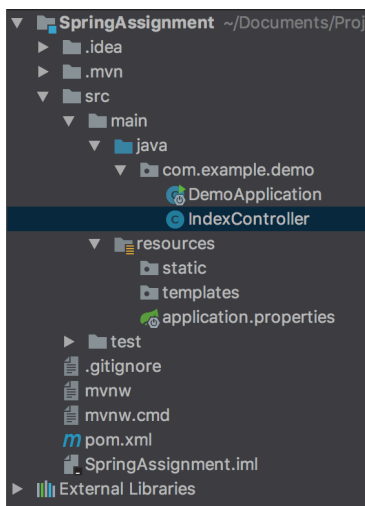 SpringAssignment ~/Documents/Proj
.idea
.mvn
src
main
java
com.example.demo
DemoApplication
C IndexController
resources
static
templates
application.properties
test
.gitignore
mvnw
mvnw.cmd
m pom.xml
SpringAssignment.iml
External Libraries